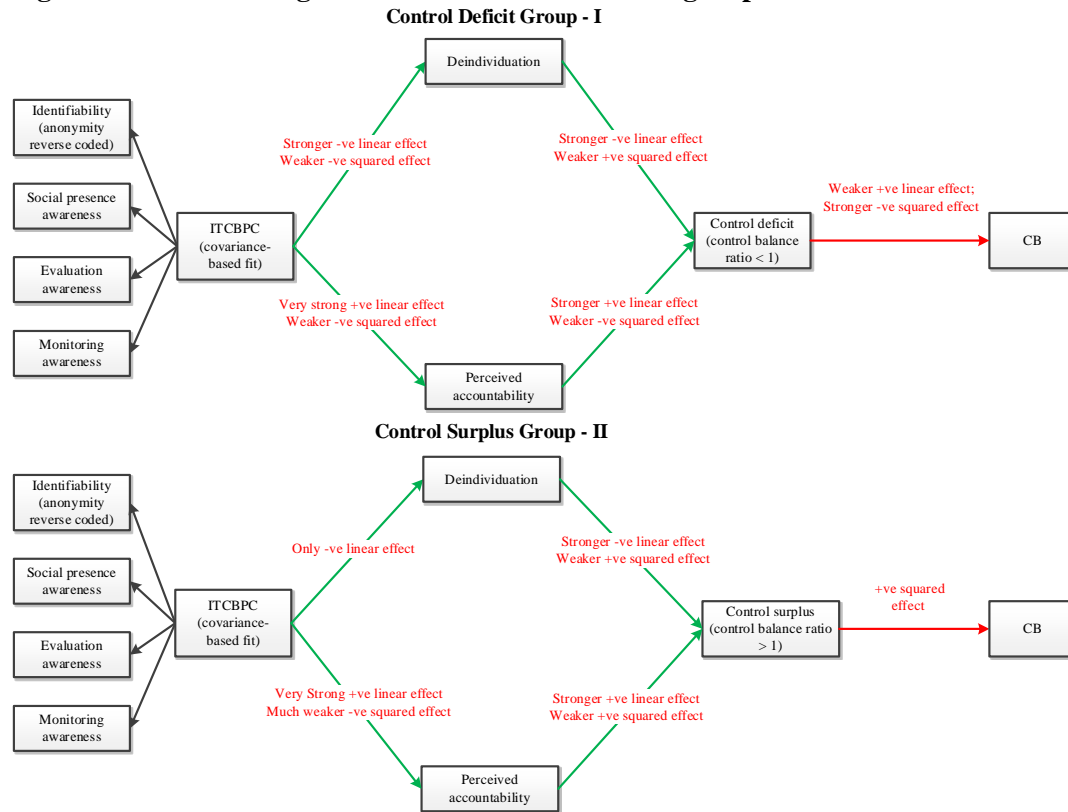 Control Deficit Group - I
Deindividuation
Identifiability
(anonymity
reverse coded)
Stronger -ve linear effect
Weaker -ve squared effect
Stronger -ve linear effect
Weaker +ve squared effect
Social presence
awareness
ITCBPC
(covariance-
based fit)
Control deficit
(control balance
ratio < 1)
Weaker +ve linear effect;
Stronger -ve squared effect
CB
Evaluation
awareness
Very strong +ve linear effect
Weaker -ve squared effect
Stronger +ve linear effect
Weaker -ve squared effect
Monitoring
awareness
Perceived
accountability
Control Surplus Group - II
Deindividuation
Identifiability
(anonymity
reverse coded)
Only -ve linear effect
Stronger -ve linear effect
Weaker +ve squared effect
Social presence
awareness
ITCBPC
(covariance-
based fit)
Control surplus
(control balance ratio
> 1)
+ve squared
effect
CB
Evaluation
awareness
Very Strong +ve linear effect
Much weaker -ve squared effect
Stronger +ve linear effect
Weaker +ve squared effect
Monitoring
awareness
Perceived
accountability